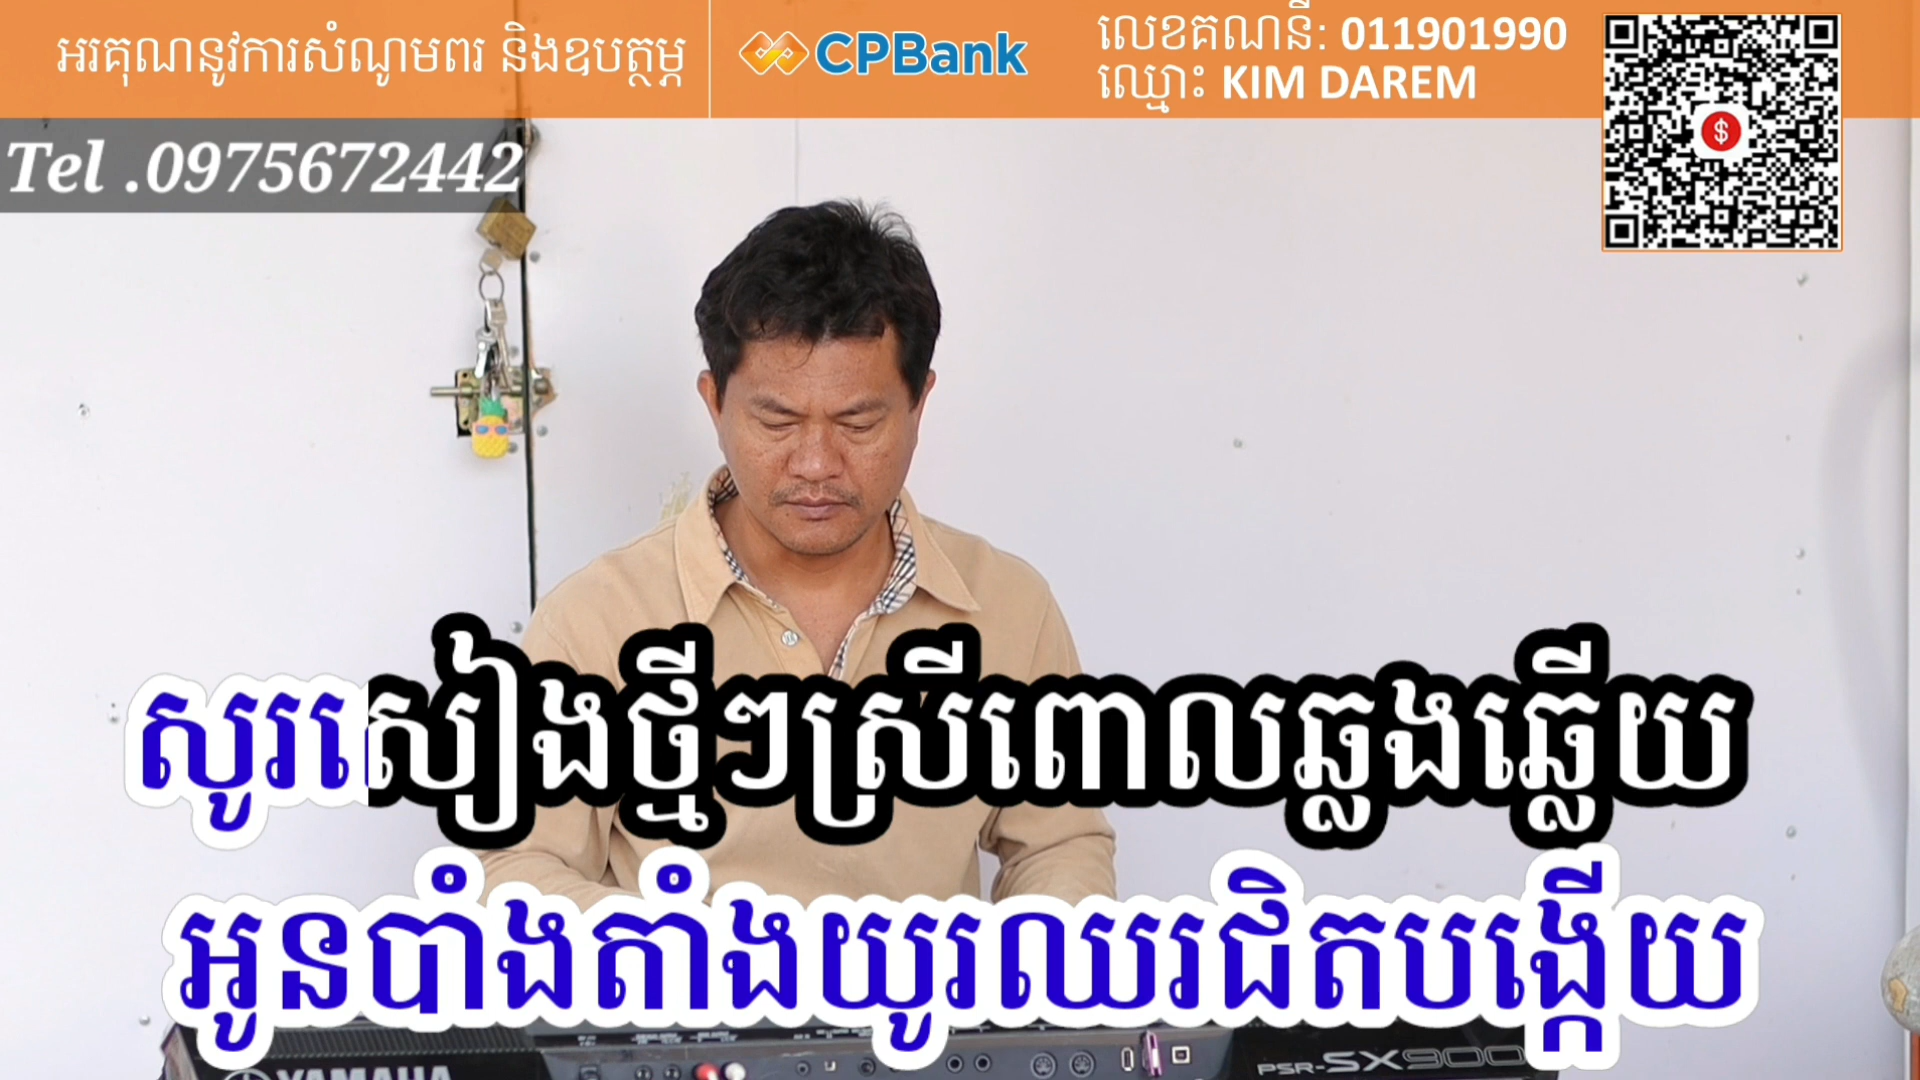 អរគុណនូវការសំណូមពរ និងឧបត្ថម្ភ
CPBank
លេខគណនី: 011901990
ឈ្មោះ KIM DAREM
Tel .0975672442
សូរសៀងថ្មីៗស្រីពោលឆ្លងឆ្លើយ
អូនបាំងតាំងយូរឈរជិតបង្កើយ
YAMAHA
PSR-SX900